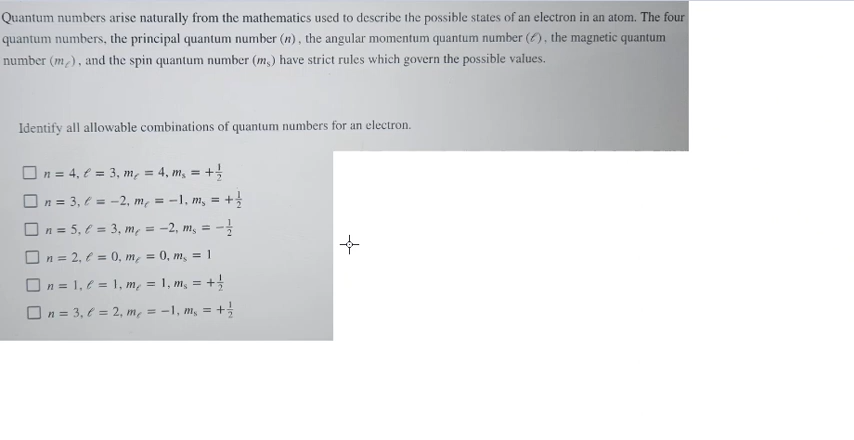 Quantum numbers arise naturally from the mathematics used to describe the possible states of an electron in an atom. The four
quantum numbers, the principal quantum number (n), the angular momentum quantum number (ℓ), the magnetic quantum
number (mℓ), and the spin quantum number (mₛ) have strict rules which govern the possible values.
Identify all allowable combinations of quantum numbers for an electron.
n = 4, ℓ = 3, mℓ = 4, mₛ = +1/2
n = 3, ℓ = −2, mℓ = −1, mₛ = +1/2
n = 5, ℓ = 3, mℓ = −2, mₛ = −1/2
n = 2, ℓ = 0, mℓ = 0, mₛ = 1
n = 1, ℓ = 1, mℓ = 1, mₛ = +1/2
n = 3, ℓ = 2, mℓ = −1, mₛ = +1/2